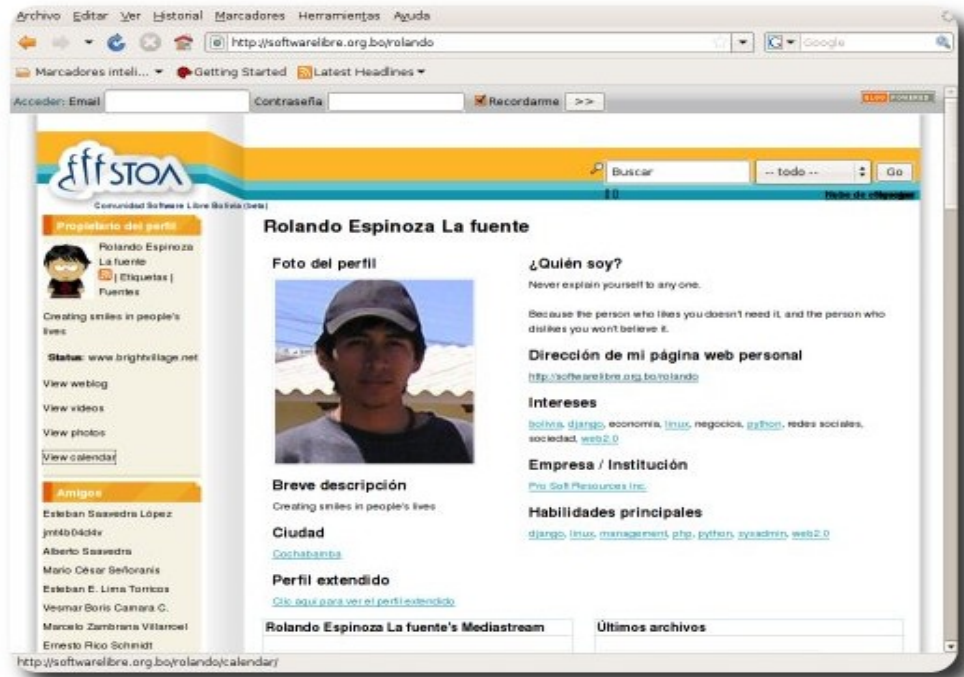 Archivo Editar Ver Historial Marcadores Herramientas Ayuda
http://softwarelibre.org.bo/rolando
Google
Marcadores inteli... Getting Started Latest Headlines
Acceder: Email Contraseña Recordarme >>
BLOG POWERED
STOA
Comunidad Software Libre Bolivia (beta)
Buscar -- todo -- Go
Propietario del perfil
Rolando Espinoza
La fuente
| Etiquetas |
Fuentes
Creating smiles in people's
lives
Status: www.brightvillage.net
View weblog
View videos
View photos
View calendar
Amigos
Esteban Saavedra López
jmt4b04d4v
Alberto Saavedra
Mario César Señoranis
Esteban E. Lima Torricos
Vesmar Boris Camara C.
Marcelo Zambrana Villarroel
Ernesto Rico Schmidt
Rolando Espinoza La fuente
Foto del perfil
Breve descripción
Creating smiles in people's lives
Ciudad
Cochabamba
Perfil extendido
Clic aquí para ver el perfil extendido
¿Quién soy?
Never explain yourself to any one.
Because the person who likes you doesn't need it, and the person who
dislikes you won't believe it.
Dirección de mi página web personal
http://softwarelibre.org.bo/rolando
Intereses
bolivia, django, economía, linux, negocios, python, redes sociales,
sociedad, web2.0
Empresa / Institución
Pro Soft Resources Inc.
Habilidades principales
django, linux, management, php, python, sysadmin, web2.0
Rolando Espinoza La fuente's Mediastream
Últimos archivos
http://softwarelibre.org.bo/rolando/calendar/